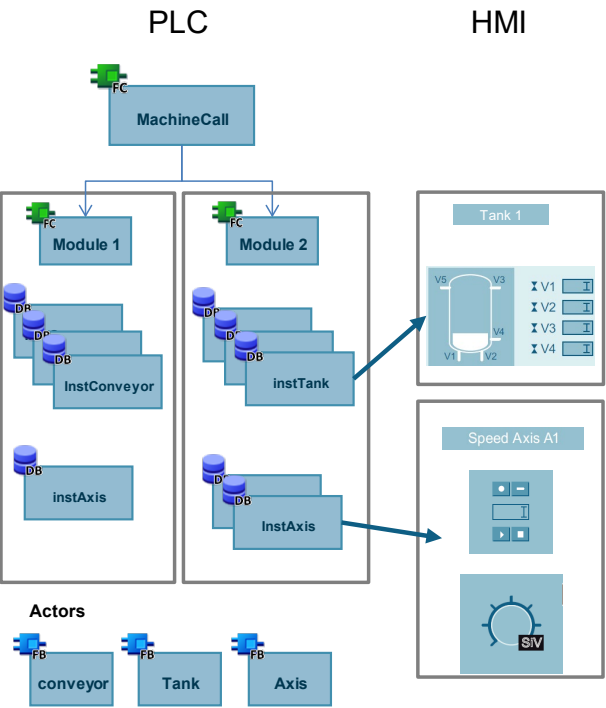 PLC
HMI
FC
MachineCall
FC
Module 1
FC
Module 2
Tank 1
V5
V3
V4
V1
V2
V1
V2
V3
V4
DB
DB
DB
InstConveyor
DB
DB
DB
instTank
Speed Axis A1
DB
instAxis
DB
DB
InstAxis
SIV
Actors
FB
conveyor
FB
Tank
FB
Axis